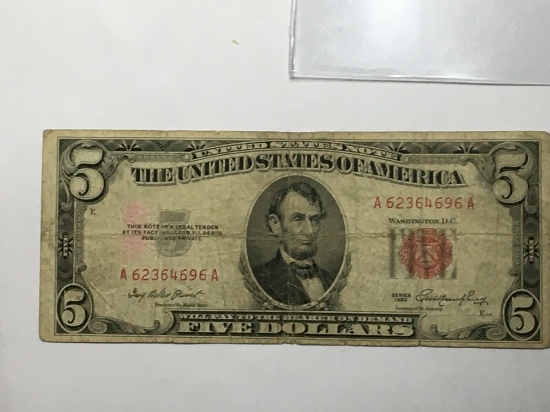 5
UNITED STATES NOTE
5
THE UNITED STATES OF AMERICA
E
A 62364696 A
THIS NOTE IS A LEGAL TENDER
AT ITS FACE VALUE FOR ALL DEBTS
PUBLIC AND PRIVATE
WASHINGTON, D.C.
A 62364696 A
SERIES
5
WILL PAY TO THE BEARER ON DEMAND
5
FIVE DOLLARS